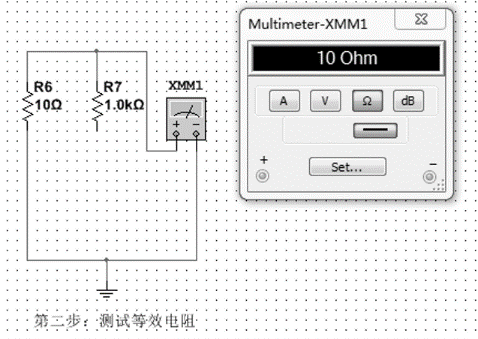 Multimeter-XMM1
10 Ohm
A V Ω dB
+ Set... −
R6
10Ω
R7
1.0kΩ
XMM1
+ −
第二步：测试等效电阻